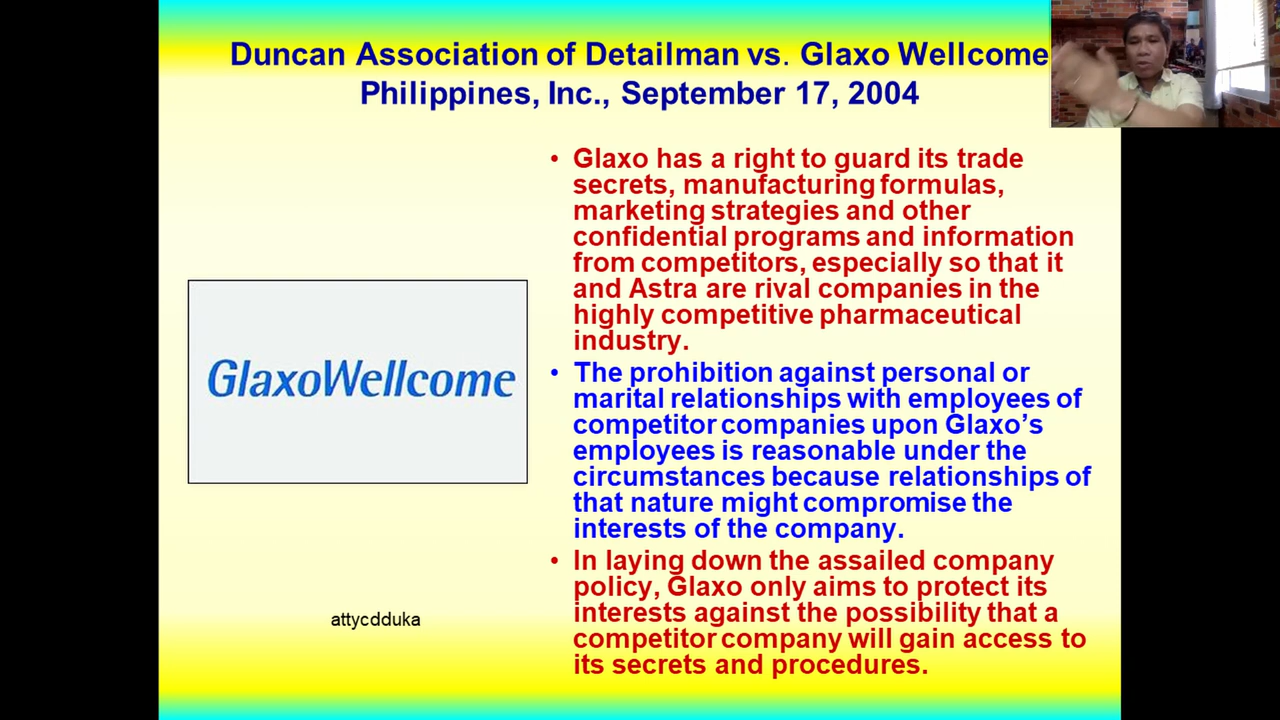 Duncan Association of Detailman vs. Glaxo Wellcome
Philippines, Inc., September 17, 2004
• Glaxo has a right to guard its trade
secrets, manufacturing formulas,
marketing strategies and other
confidential programs and information
from competitors, especially so that it
and Astra are rival companies in the
highly competitive pharmaceutical
industry.
• The prohibition against personal or
marital relationships with employees of
competitor companies upon Glaxo’s
employees is reasonable under the
circumstances because relationships of
that nature might compromise the
interests of the company.
• In laying down the assailed company
policy, Glaxo only aims to protect its
interests against the possibility that a
competitor company will gain access to
its secrets and procedures.
GlaxoWellcome
attycdduka